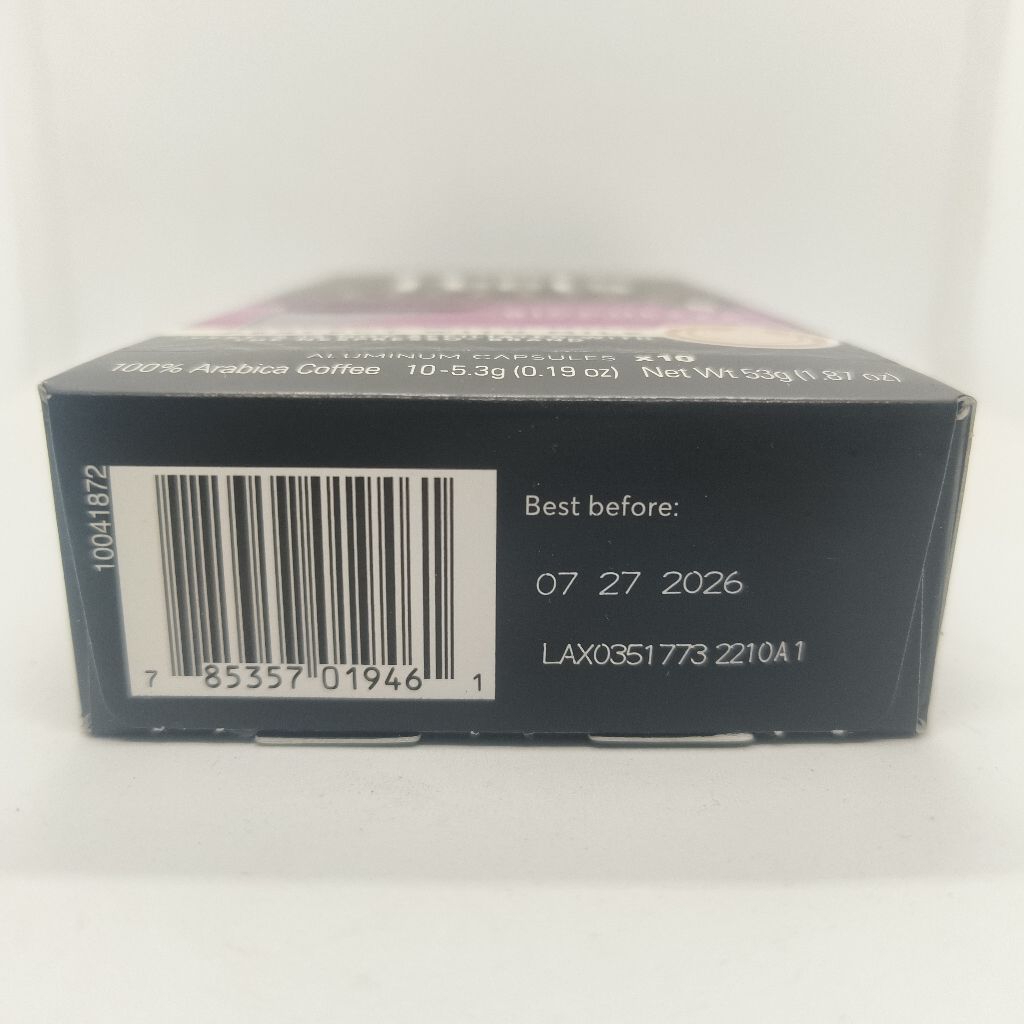 ALUMINUM CAPSULES x10
100% Arabica Coffee 10-5.3g (0.19 oz) Net Wt 53g (1.87 oz)
10041872
7 85357 01946 1
Best before:
07 27 2026
LAX0351773 2210A1